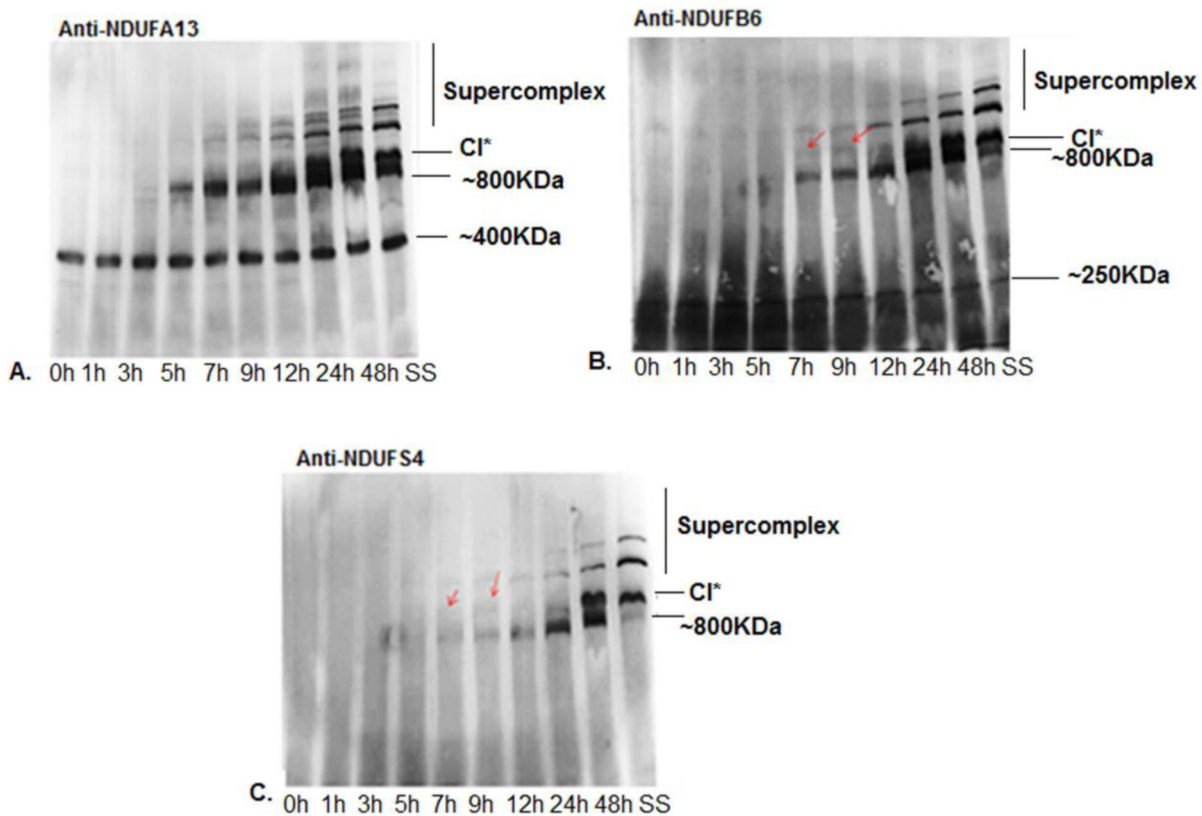 Anti-NDUFA13
Supercomplex
CI*
~800KDa
~400KDa
A. 0h 1h 3h 5h 7h 9h 12h 24h 48h SS
Anti-NDUFB6
Supercomplex
CI*
~800KDa
~250KDa
B. 0h 1h 3h 5h 7h 9h 12h 24h 48h SS
Anti-NDUFS4
Supercomplex
CI*
~800KDa
C. 0h 1h 3h 5h 7h 9h 12h 24h 48h SS